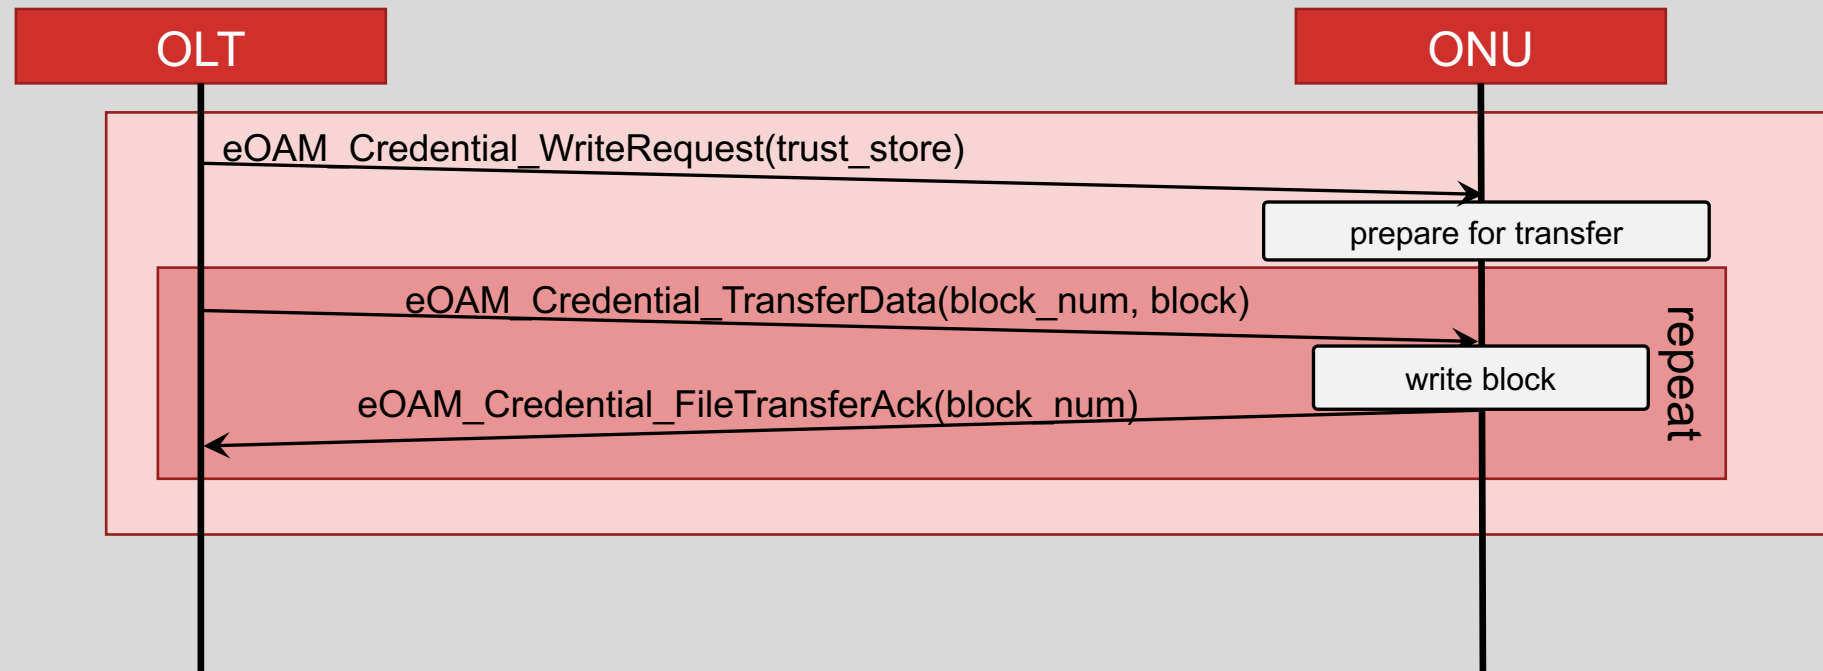 OLT
ONU
eOAM_Credential_WriteRequest(trust_store)
prepare for transfer
eOAM_Credential_TransferData(block_num, block)
repeat
write block
eOAM_Credential_FileTransferAck(block_num)